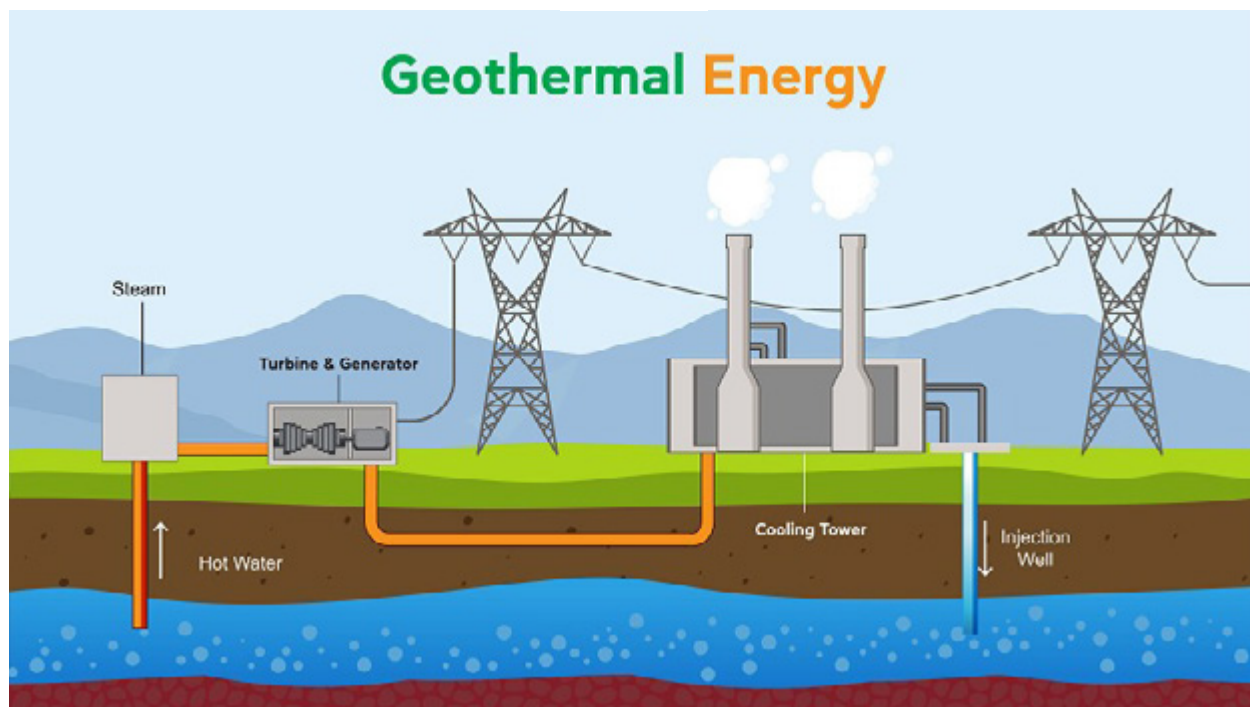 Geothermal Energy
Steam
Turbine & Generator
Hot Water
Cooling Tower
Injection
Well